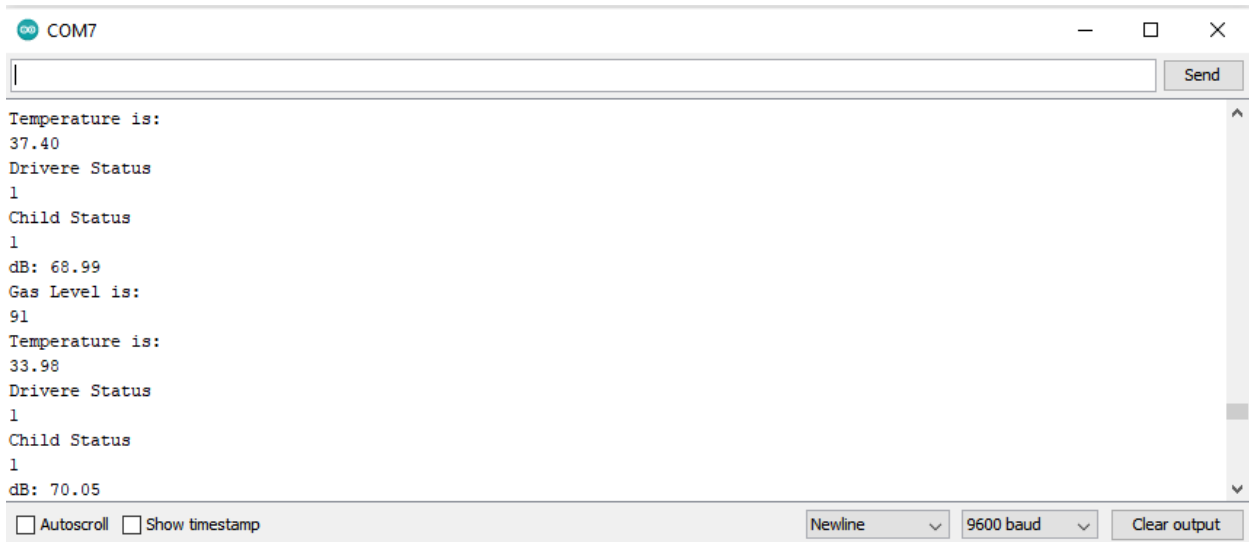 COM7
Send
Temperature is:
37.40
Drivere Status
1
Child Status
1
dB: 68.99
Gas Level is:
91
Temperature is:
33.98
Drivere Status
1
Child Status
1
dB: 70.05
Autoscroll Show timestamp Newline 9600 baud Clear output